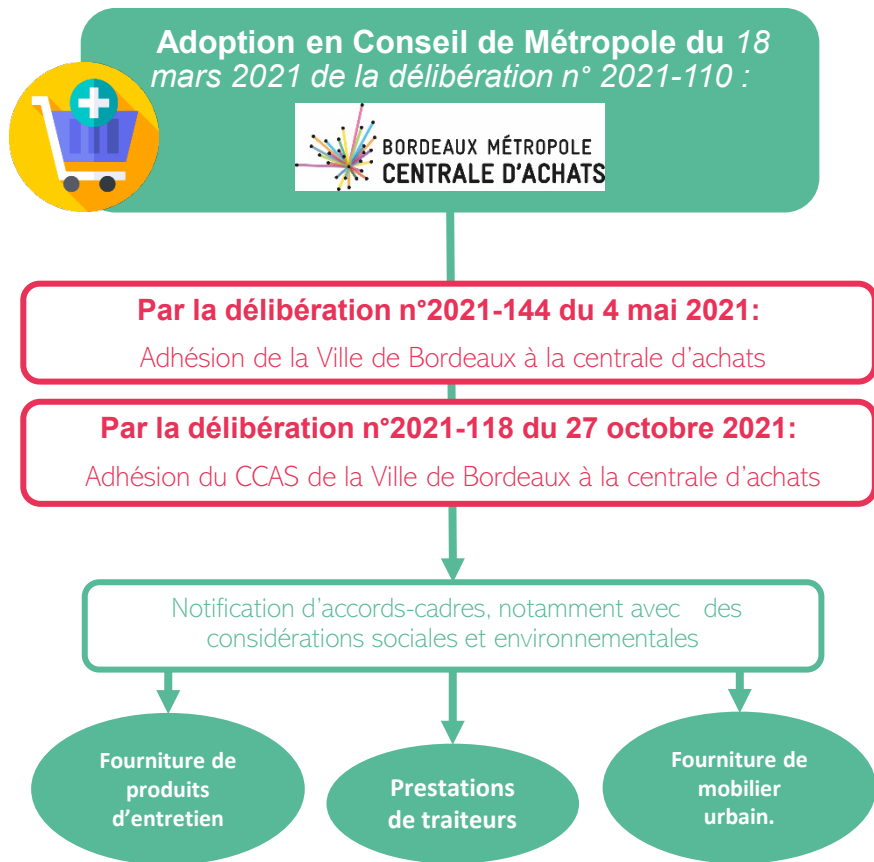 Adoption en Conseil de Métropole du 18
mars 2021 de la délibération n° 2021-110 :
BORDEAUX MÉTROPOLE
CENTRALE D'ACHATS
Par la délibération n°2021-144 du 4 mai 2021:
Adhésion de la Ville de Bordeaux à la centrale d'achats
Par la délibération n°2021-118 du 27 octobre 2021:
Adhésion du CCAS de la Ville de Bordeaux à la centrale d'achats
Notification d'accords-cadres, notamment avec des
considérations sociales et environnementales
Fourniture de
produits
d'entretien
Prestations
de traiteurs
Fourniture de
mobilier
urbain.